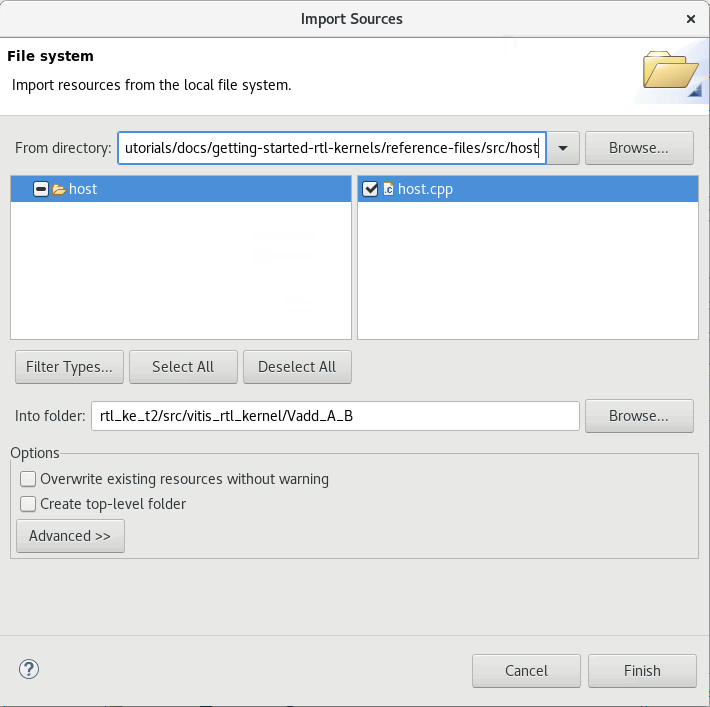 Import Sources
File system
Import resources from the local file system.
From directory: utorials/docs/getting-started-rtl-kernels/reference-files/src/host Browse...
host
host.cpp
Filter Types... Select All Deselect All
Into folder: rtl_ke_t2/src/vitis_rtl_kernel/Vadd_A_B Browse...
Options
Overwrite existing resources without warning
Create top-level folder
Advanced >>
Cancel Finish